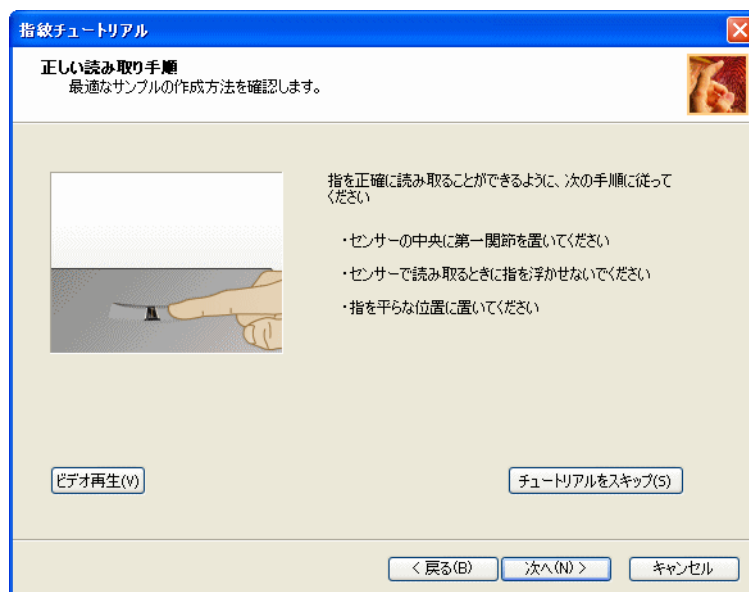 指紋チュートリアル
正しい読み取り手順
最適なサンプルの作成方法を確認します。
指を正確に読み取ることができるように、次の手順に従って
ください
・センサーの中央に第一関節を置いてください
・センサーで読み取るときに指を浮かせないでください
・指を平らな位置に置いてください
ビデオ再生(V)
チュートリアルをスキップ(S)
< 戻る(B)
次へ(N) >
キャンセル